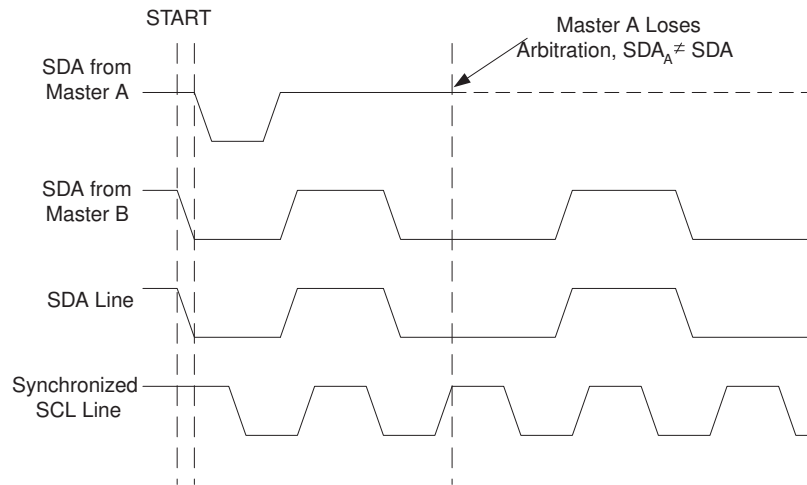 START
Master A Loses
Arbitration, SDA_A ≠ SDA
SDA from
Master A
SDA from
Master B
SDA Line
Synchronized
SCL Line